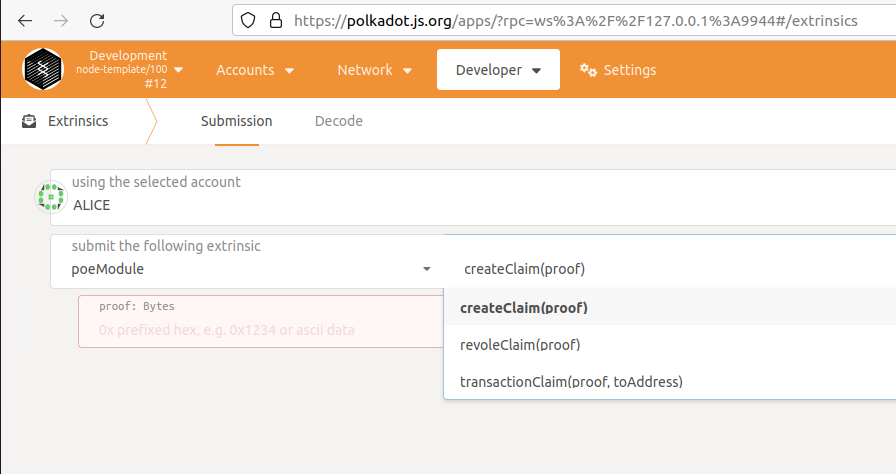 https://polkadot.js.org/apps/?rpc=ws%3A%2F%2F127.0.0.1%3A9944#/extrinsics
Development
node-template/100
#12
Accounts
Network
Developer
Settings
Extrinsics
Submission
Decode
using the selected account
ALICE
submit the following extrinsic
poeModule
createClaim(proof)
proof: Bytes
0x prefixed hex, e.g. 0x1234 or ascii data
createClaim(proof)
revoleClaim(proof)
transactionClaim(proof, toAddress)